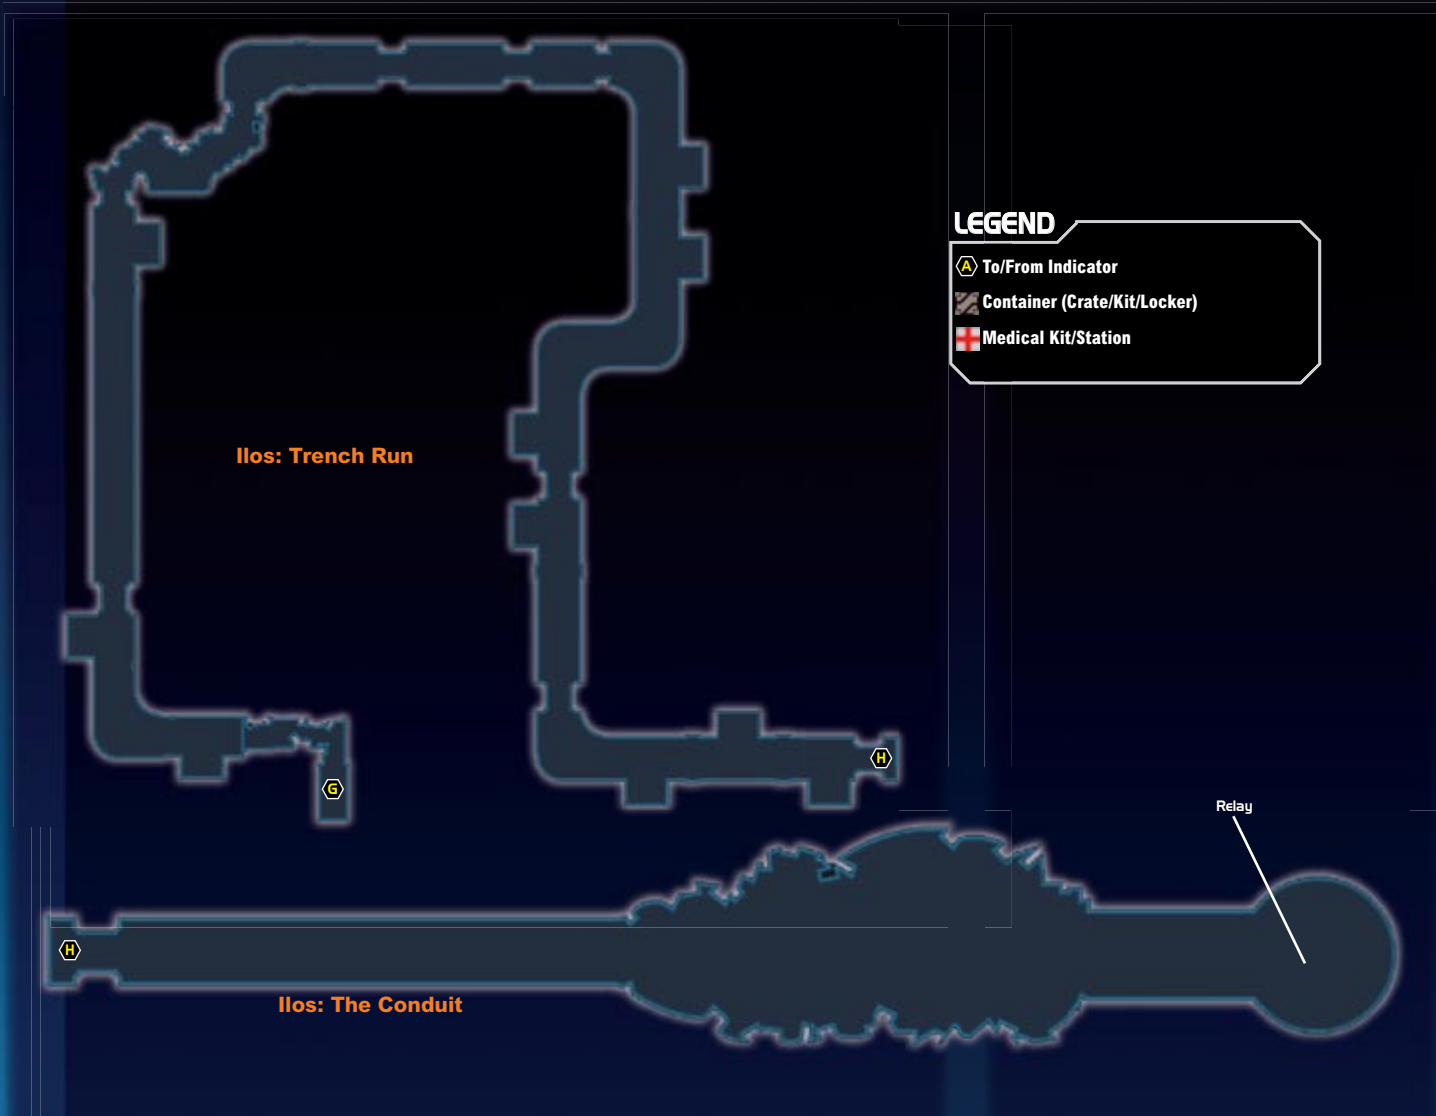 LEGEND
A To/From Indicator
Container (Crate/Kit/Locker)
Medical Kit/Station
Ilos: Trench Run
H
G
Relay
H
Ilos: The Conduit